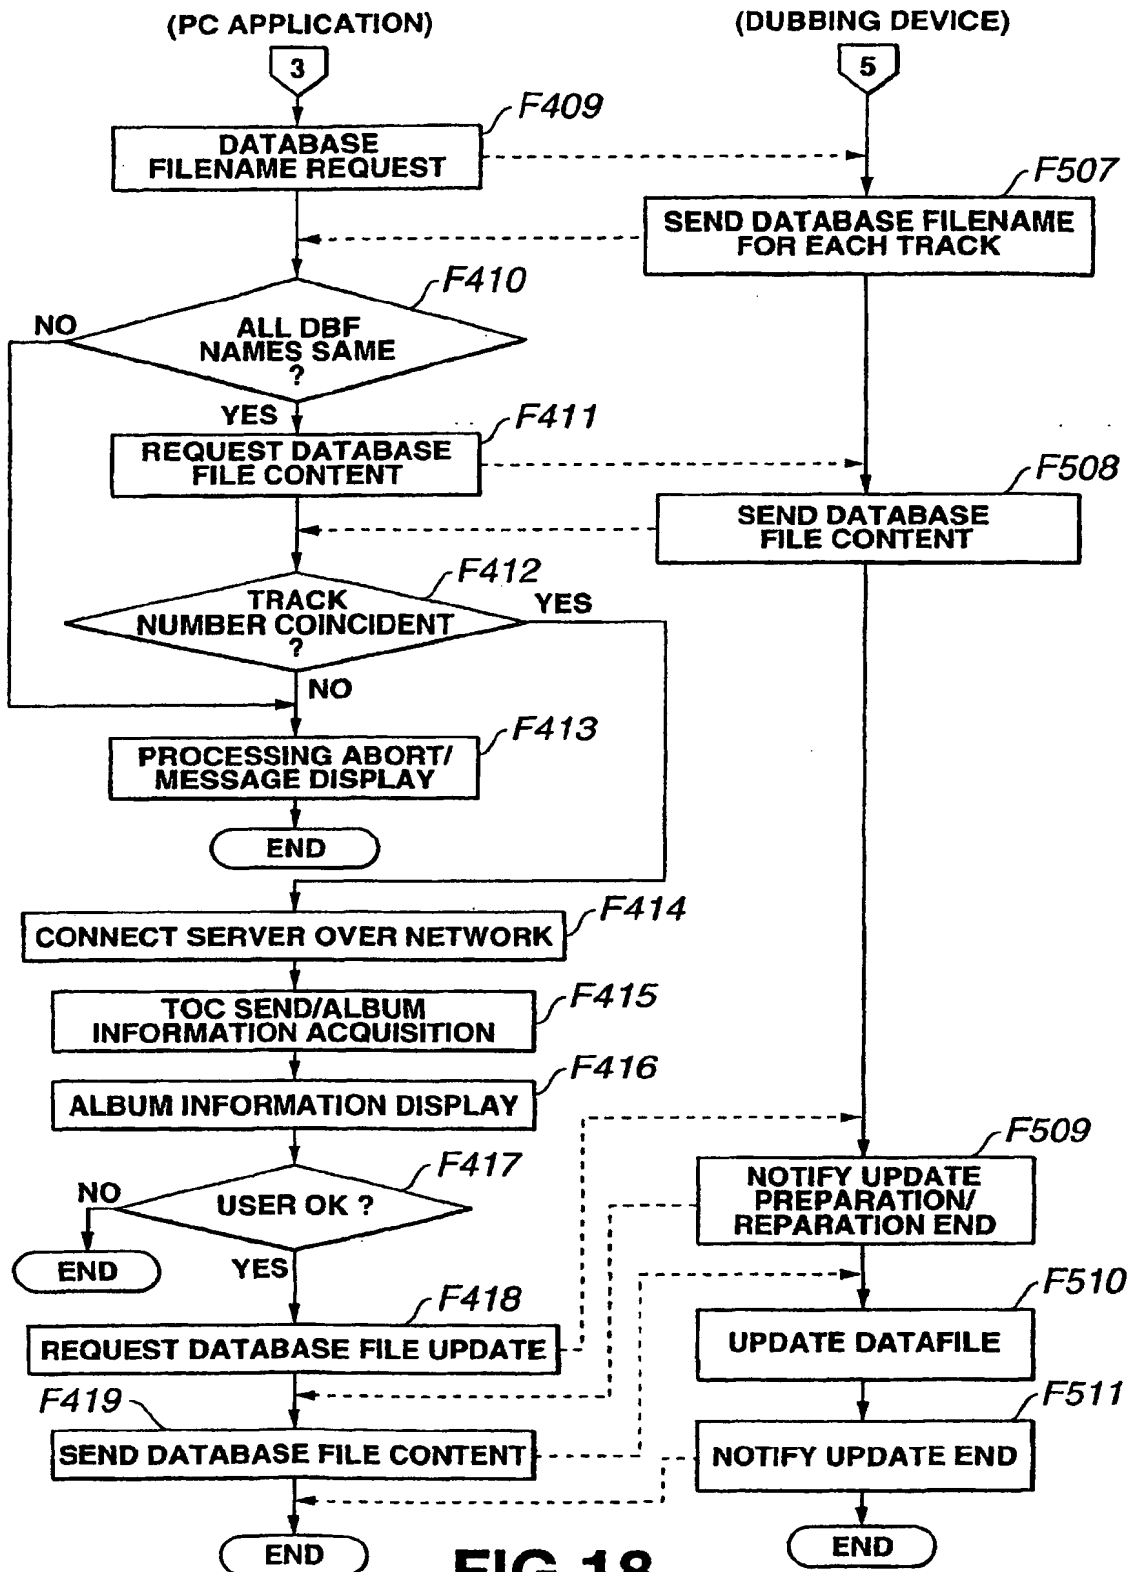 (PC APPLICATION)
(DUBBING DEVICE)
3
5
F409
DATABASE
FILENAME REQUEST
F507
SEND DATABASE FILENAME
FOR EACH TRACK
F410
NO
ALL DBF
NAMES SAME
?
YES
F411
REQUEST DATABASE
FILE CONTENT
F508
SEND DATABASE
FILE CONTENT
F412
TRACK
NUMBER COINCIDENT
?
YES
NO
F413
PROCESSING ABORT/
MESSAGE DISPLAY
END
F414
CONNECT SERVER OVER NETWORK
F415
TOC SEND/ALBUM
INFORMATION ACQUISITION
F416
ALBUM INFORMATION DISPLAY
F509
NOTIFY UPDATE
PREPARATION/
REPARATION END
F417
NO
USER OK ?
END
YES
F418
REQUEST DATABASE FILE UPDATE
F510
UPDATE DATAFILE
F419
SEND DATABASE FILE CONTENT
F511
NOTIFY UPDATE END
END
END
FIG.18